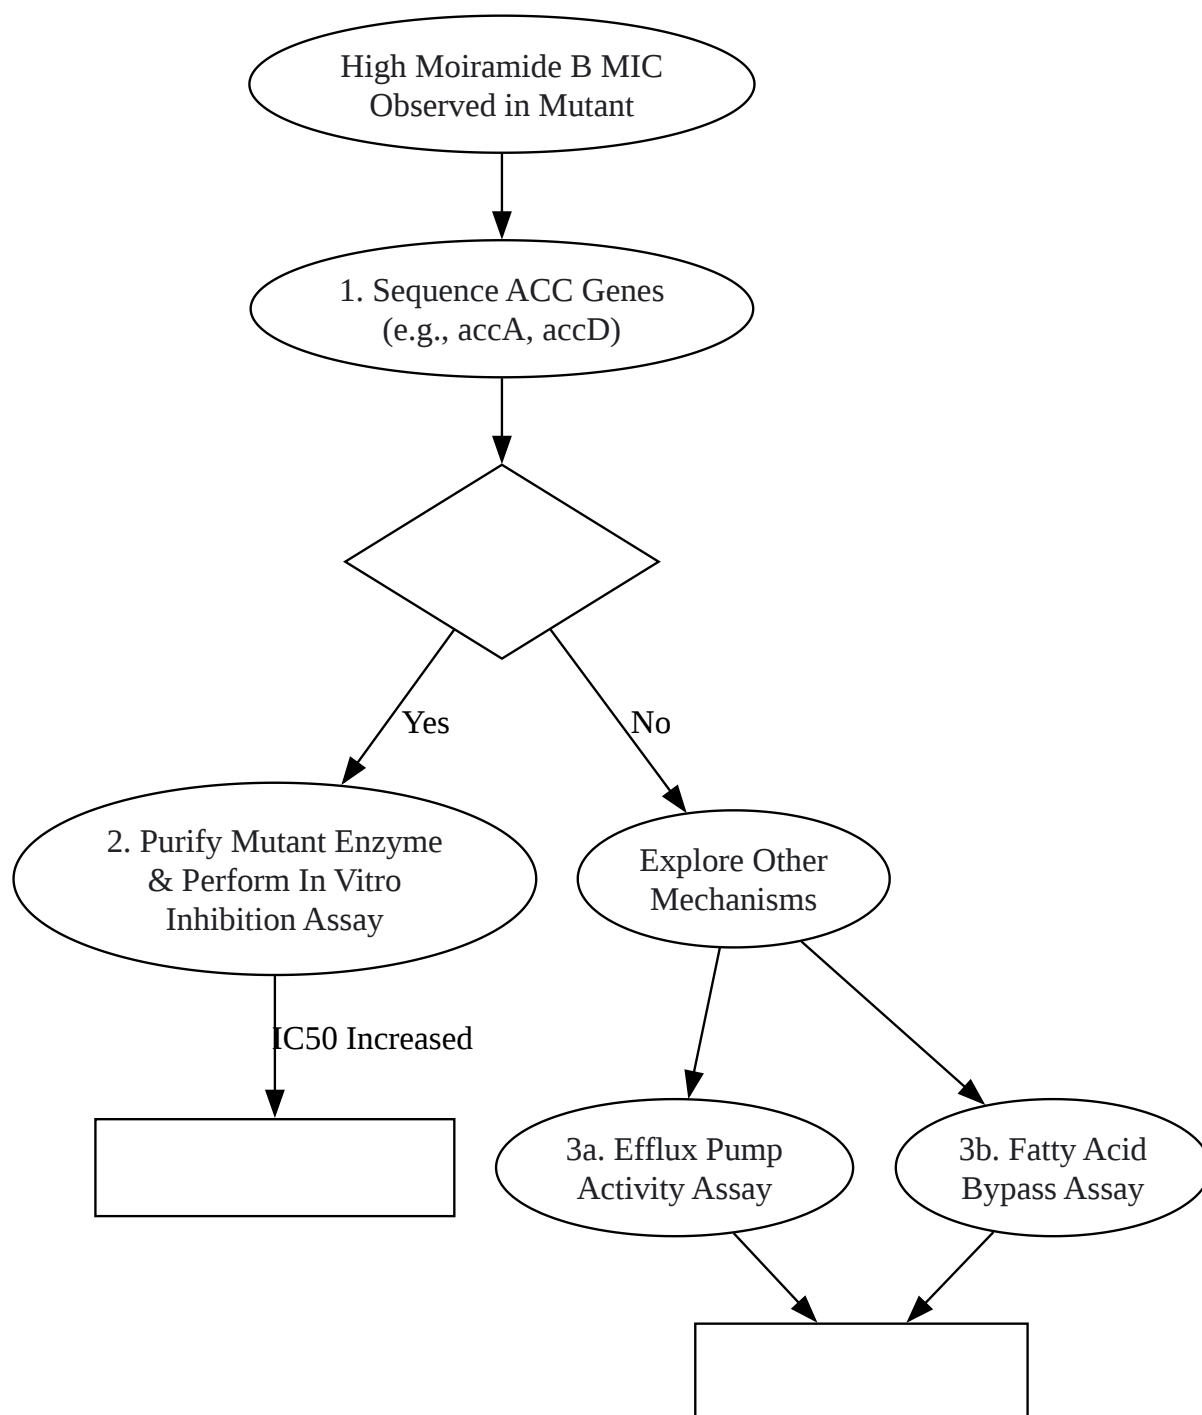 High Moiramide B MIC
Observed in Mutant
1. Sequence ACC Genes
(e.g., accA, accD)
Yes
No
2. Purify Mutant Enzyme
& Perform In Vitro
Inhibition Assay
Explore Other
Mechanisms
IC50 Increased
3a. Efflux Pump
Activity Assay
3b. Fatty Acid
Bypass Assay